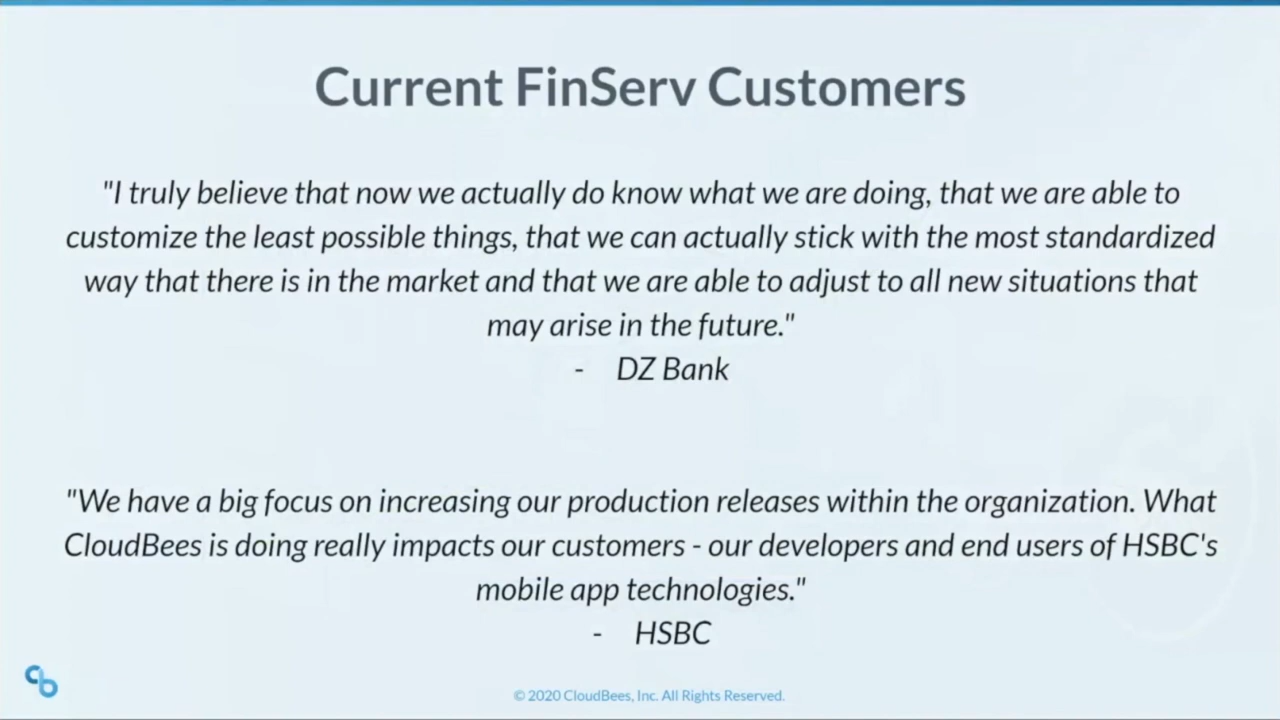 Current FinServ Customers
"I truly believe that now we actually do know what we are doing, that we are able to
customize the least possible things, that we can actually stick with the most standardized
way that there is in the market and that we are able to adjust to all new situations that
may arise in the future."
- DZ Bank
"We have a big focus on increasing our production releases within the organization. What
CloudBees is doing really impacts our customers - our developers and end users of HSBC's
mobile app technologies."
- HSBC
© 2020 CloudBees, Inc. All Rights Reserved.